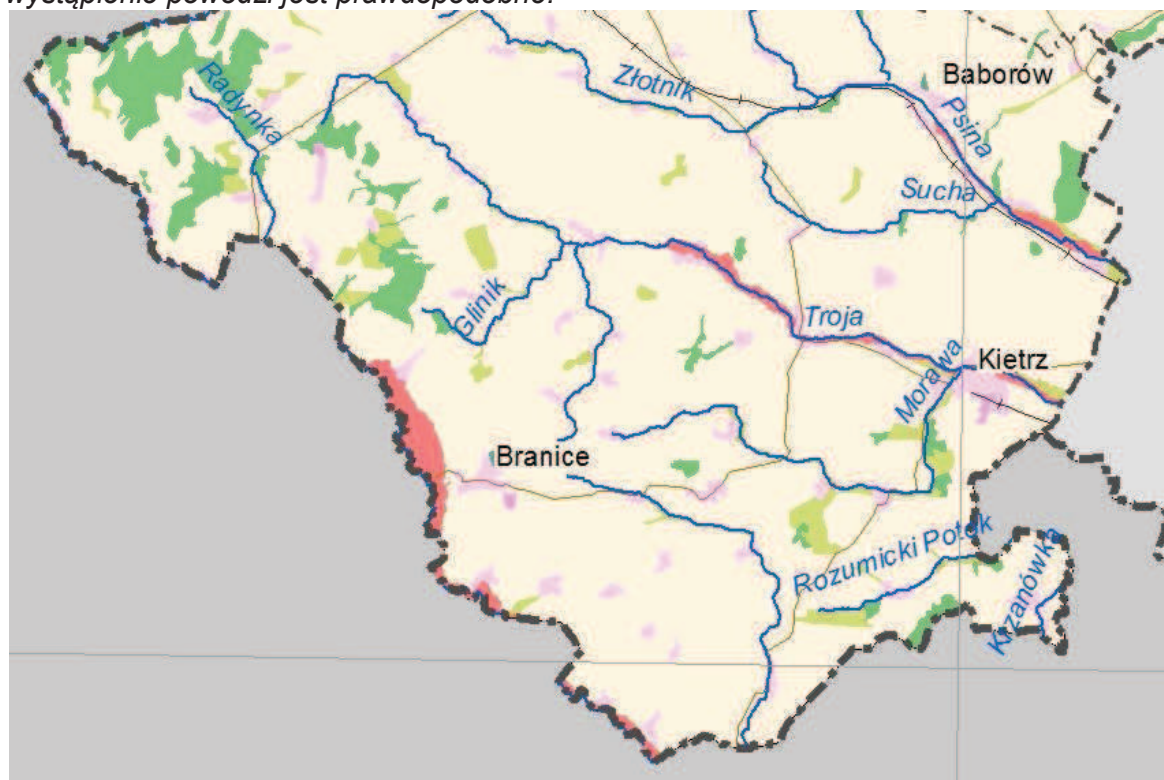 wystąpienie powodzi jest prawdopodobne.
Radynka
Złotnik
Baborów
Psina
Sucha
Glinik
Troja
Morawa
Kietrz
Branice
Rozumicki Potok
Krzanówka